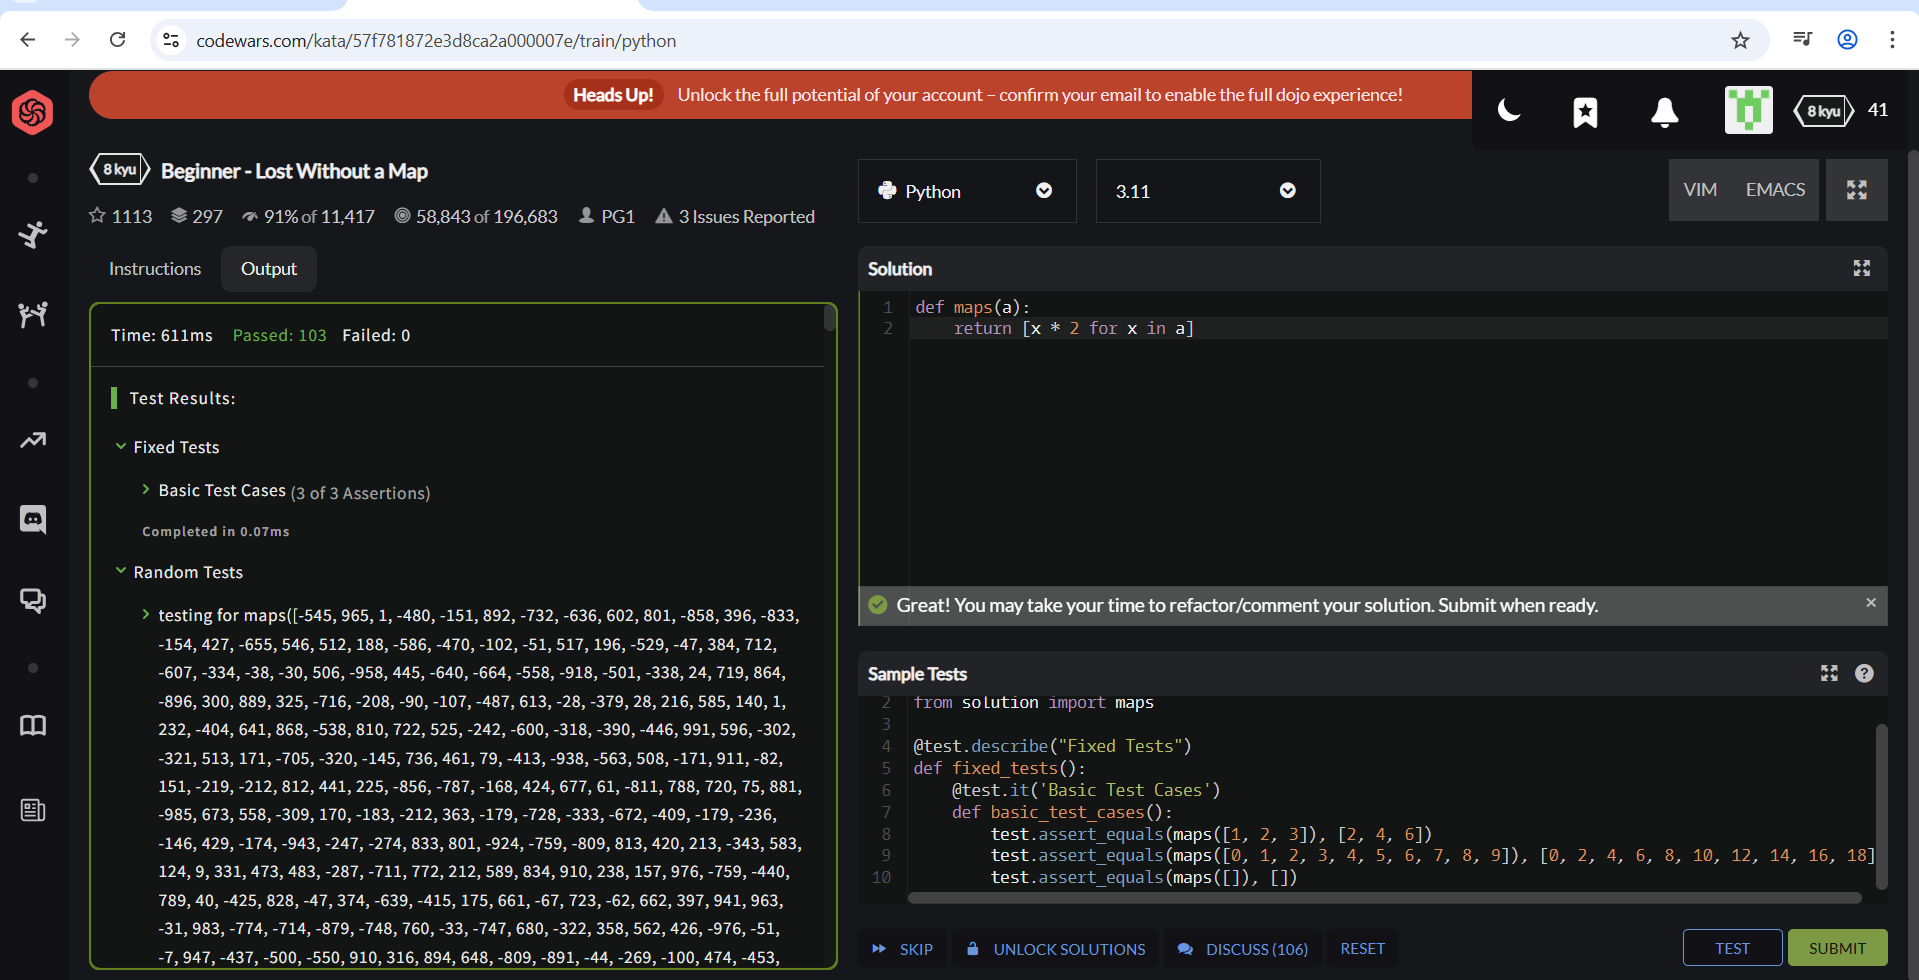 codewars.com/kata/57f781872e3d8ca2a000007e/train/python
Heads Up! Unlock the full potential of your account – confirm your email to enable the full dojo experience!
8 kyu 41
8 kyu Beginner - Lost Without a Map
1113 297 91% of 11,417 58,843 of 196,683 PG1 3 Issues Reported
Instructions Output
Time: 611ms Passed: 103 Failed: 0
Test Results:
Fixed Tests
Basic Test Cases (3 of 3 Assertions)
Completed in 0.07ms
Random Tests
testing for maps([-545, 965, 1, -480, -151, 892, -732, -636, 602, 801, -858, 396, -833,
-154, 427, -655, 546, 512, 188, -586, -470, -102, -51, 517, 196, -529, -47, 384, 712,
-607, -334, -38, -30, 506, -958, 445, -640, -664, -558, -918, -501, -338, 24, 719, 864,
-896, 300, 889, 325, -716, -208, -90, -107, -487, 613, -28, -379, 28, 216, 585, 140, 1,
232, -404, 641, 868, -538, 810, 722, 525, -242, -600, -318, -390, -446, 991, 596, -302,
-321, 513, 171, -705, -320, -145, 736, 461, 79, -413, -938, -563, 508, -171, 911, -82,
151, -219, -212, 812, 441, 225, -856, -787, -168, 424, 677, 61, -811, 788, 720, 75, 881,
-985, 673, 558, -309, 170, -183, -212, 363, -179, -728, -333, -672, -409, -179, -236,
-146, 429, -174, -943, -247, -274, 833, 801, -924, -759, -809, 813, 420, 213, -343, 583,
124, 9, 331, 473, 483, -287, -711, 772, 212, 589, 834, 910, 238, 157, 976, -759, -440,
789, 40, -425, 828, -47, 374, -639, -415, 175, 661, -67, 723, -62, 662, 397, 941, 963,
-31, 983, -774, -714, -879, -748, 760, -33, -747, 680, -322, 358, 562, 426, -976, -51,
-7, 947, -437, -500, -550, 910, 316, 894, 648, -809, -891, -44, -269, -100, 474, -453,
Python 3.11 VIM EMACS
Solution
1 def maps(a):
2 return [x * 2 for x in a]
Great! You may take your time to refactor/comment your solution. Submit when ready.
Sample Tests
2 from solution import maps
3
4 @test.describe("Fixed Tests")
5 def fixed_tests():
6 @test.it('Basic Test Cases')
7 def basic_test_cases():
8 test.assert_equals(maps([1, 2, 3]), [2, 4, 6])
9 test.assert_equals(maps([0, 1, 2, 3, 4, 5, 6, 7, 8, 9]), [0, 2, 4, 6, 8, 10, 12, 14, 16, 18]
10 test.assert_equals(maps([]), [])
SKIP UNLOCK SOLUTIONS DISCUSS (106) RESET TEST SUBMIT